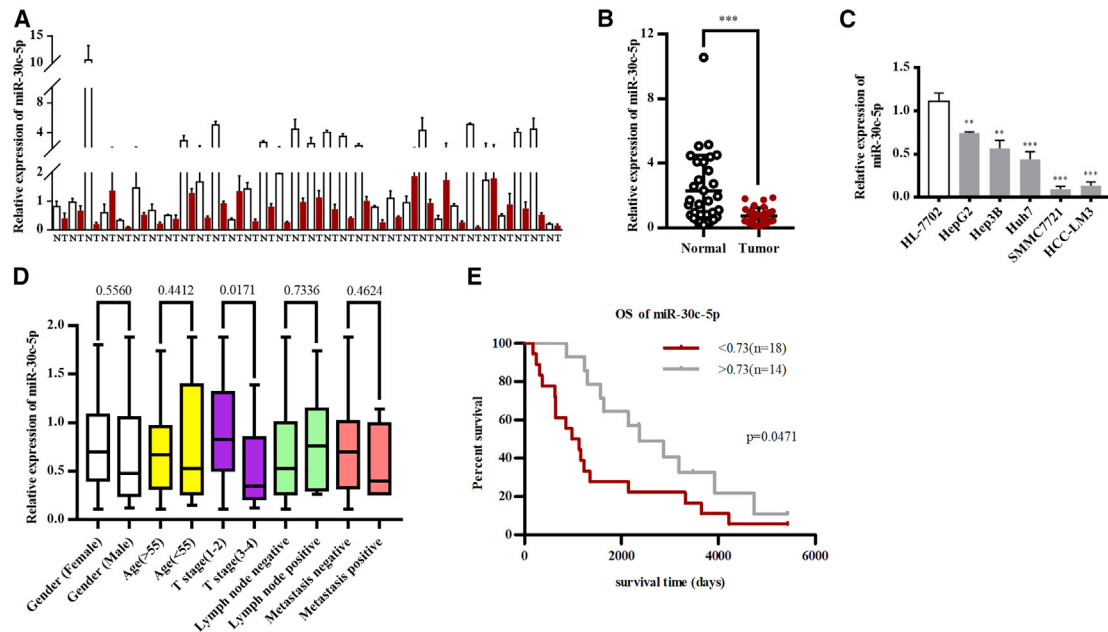 A
Relative expression of miR-30c-5p
15
10
8
4
2
2
1
0
NTNTNTNTNTNTNTNTNTNTNTNTNTNTNTNTNTNTNTNTNTNTNTNTNTNTNTNTNTNTNTNT
B
Relative expression of miR-30c-5p
***
12
8
4
0
Normal
Tumor
C
Relative expression of
miR-30c-5p
1.5
1.0
0.5
0.0
**
**
***
***
***
HL-7702
HepG2
Hep3B
Huh7
SMMC7721
HCC-LM3
D
Relative expression of miR-30c-5p
0.5560
0.4412
0.0171
0.7336
0.4624
2.0
1.5
1.0
0.5
0.0
Gender (Female)
Gender (Male)
Age(>55)
Age(<55)
T stage(1-2)
T stage(3-4)
Lymph node negative
Lymph node positive
Metastasis negative
Metastasis positive
E
OS of miR-30c-5p
<0.73(n=18)
>0.73(n=14)
p=0.0471
Percent survival
100
80
60
40
20
0
0
2000
4000
6000
survival time (days)